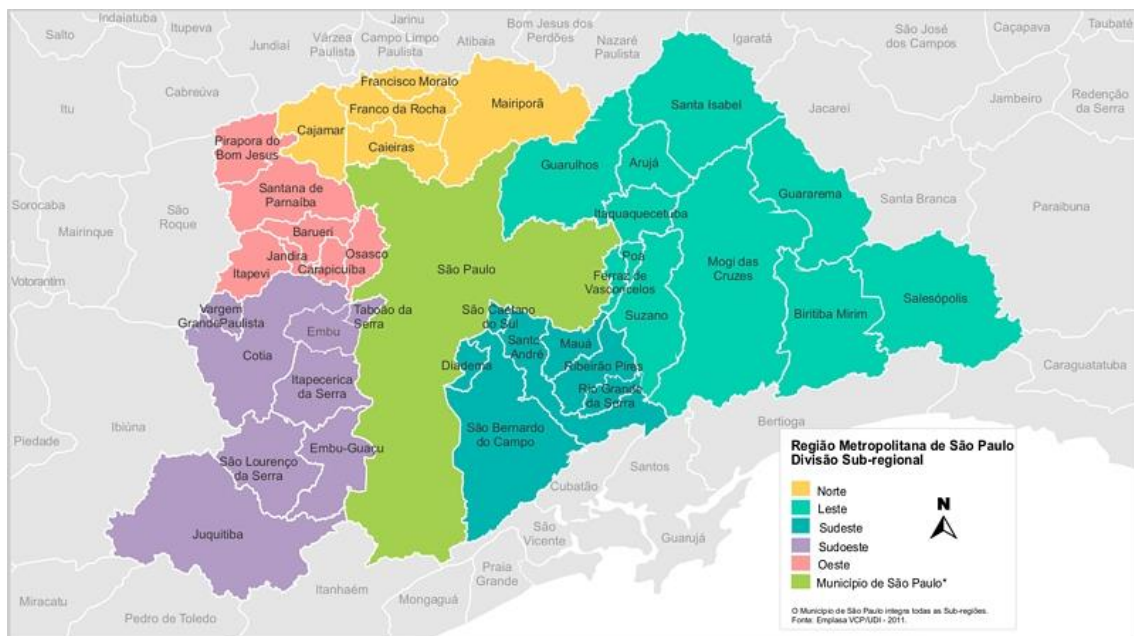 Indaiatuba
Itupeva
Salto
Jundiaí
Várzea
Paulista
Jarinu
Campo Limpo
Paulista
Atibaia
Bom Jesus dos
Perdões
Nazaré
Paulista
Igaratá
São José
dos Campos
Caçapava
Taubaté
Itu
Cabreúva
Jacareí
Jambeiro
Redenção
da Serra
Francisco Morato
Franco da Rocha
Mairiporã
Cajamar
Caieiras
Santa Isabel
Pirapora do
Bom Jesus
Guarulhos
Arujá
Santana de
Parnaíba
Guararema
Santa Branca
Paraibuna
Sorocaba
São
Roque
Mairinque
Itaquaquecetuba
Barueri
Osasco
Jandira
Itapevi
Carapicuíba
São Paulo
Poá
Ferraz de
Vasconcelos
Mogi das
Cruzes
Votorantim
Salesópolis
Vargem
Grande Paulista
Embu
Taboão da
Serra
São Caetano
do Sul
Suzano
Biritiba Mirim
Cotia
Santo
André
Mauá
Diadema
Ribeirão Pires
Caraguatatuba
Itapecerica
da Serra
Rio Grande
da Serra
Bertioga
Piedade
Ibiúna
São Bernardo
do Campo
Embu-Guaçu
São Lourenço
da Serra
Santos
Cubatão
Juquitiba
São
Vicente
Guarujá
Itanhaém
Praia
Grande
Mongaguá
Miracatu
Pedro de Toledo
Região Metropolitana de São Paulo
Divisão Sub-regional
Norte
Leste
Sudeste
Sudoeste
Oeste
Município de São Paulo*
N
O Município de São Paulo integra todas as Sub-regiões.
Fonte: Emplasa VCP/UDI - 2011.